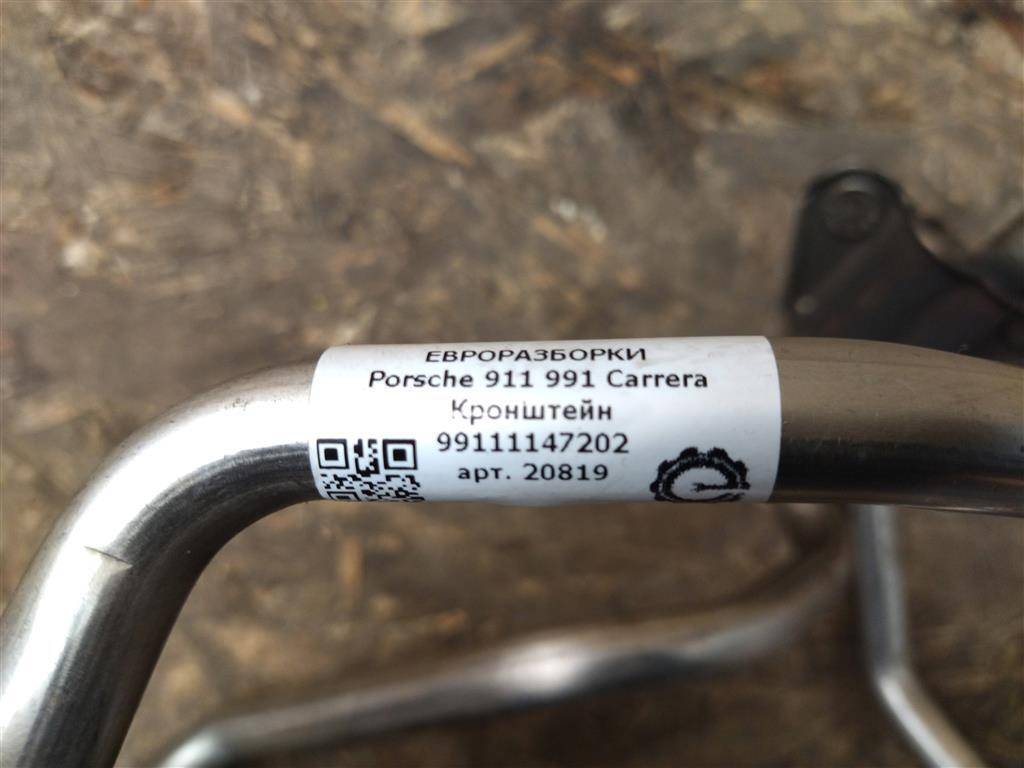 ЕВРОРАЗБОРКИ
Porsche 911 991 Carrera
Кронштейн
99111147202
арт. 20819